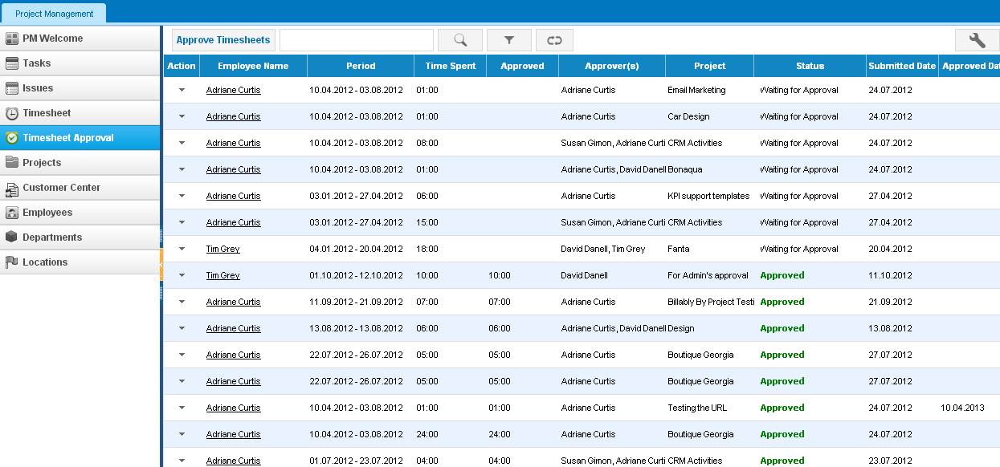 Project Management
PM Welcome
Tasks
Issues
Timesheet
Timesheet Approval
Projects
Customer Center
Employees
Departments
Locations
Approve Timesheets
Action Employee Name Period Time Spent Approved Approver(s) Project Status Submitted Date Approved Dat
Adriane Curtis 10.04.2012 - 03.08.2012 01:00 Adriane Curtis Email Marketing Waiting for Approval 24.07.2012
Adriane Curtis 10.04.2012 - 03.08.2012 01:00 Adriane Curtis Car Design Waiting for Approval 24.07.2012
Adriane Curtis 10.04.2012 - 03.08.2012 08:00 Susan Gimon, Adriane Curti CRM Activities Waiting for Approval 24.07.2012
Adriane Curtis 10.04.2012 - 03.08.2012 01:00 Adriane Curtis, David Danell Bonaqua Waiting for Approval 24.07.2012
Adriane Curtis 03.01.2012 - 27.04.2012 06:00 Adriane Curtis KPI support templates Waiting for Approval 27.04.2012
Adriane Curtis 03.01.2012 - 27.04.2012 15:00 Susan Gimon, Adriane Curti CRM Activities Waiting for Approval 27.04.2012
Tim Grey 04.01.2012 - 20.04.2012 18:00 David Danell, Tim Grey Fanta Waiting for Approval 20.04.2012
Tim Grey 01.10.2012 - 12.10.2012 10:00 10:00 David Danell For Admin's approval Approved 11.10.2012
Adriane Curtis 11.09.2012 - 21.09.2012 07:00 07:00 Adriane Curtis Billably By Project Testi Approved 21.09.2012
Adriane Curtis 13.08.2012 - 13.08.2012 06:00 06:00 Adriane Curtis, David Danell Design Approved 13.08.2012
Adriane Curtis 22.07.2012 - 26.07.2012 05:00 05:00 Adriane Curtis Boutique Georgia Approved 27.07.2012
Adriane Curtis 22.07.2012 - 26.07.2012 05:00 05:00 Adriane Curtis Boutique Georgia Approved 27.07.2012
Adriane Curtis 10.04.2012 - 03.08.2012 01:00 01:00 Adriane Curtis Testing the URL Approved 24.07.2012 10.04.2013
Adriane Curtis 10.04.2012 - 03.08.2012 24:00 24:00 Adriane Curtis Boutique Georgia Approved 24.07.2012
Adriane Curtis 01.07.2012 - 23.07.2012 04:00 04:00 Susan Gimon, Adriane Curti CRM Activities Approved 23.07.2012